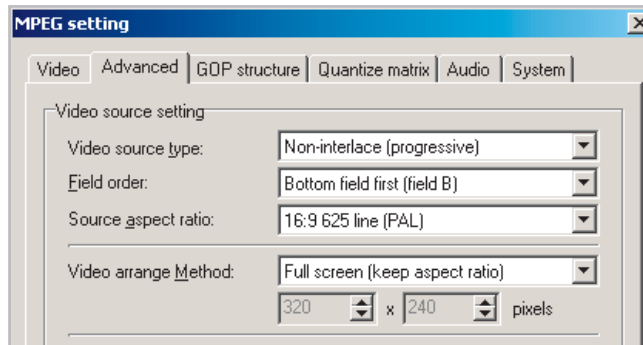 MPEG setting
Video Advanced GOP structure Quantize matrix Audio System
Video source setting
Video source type: Non-interlace (progressive)
Field order: Bottom field first (field B)
Source aspect ratio: 16:9 625 line (PAL)
Video arrange Method: Full screen (keep aspect ratio)
320 x 240 pixels